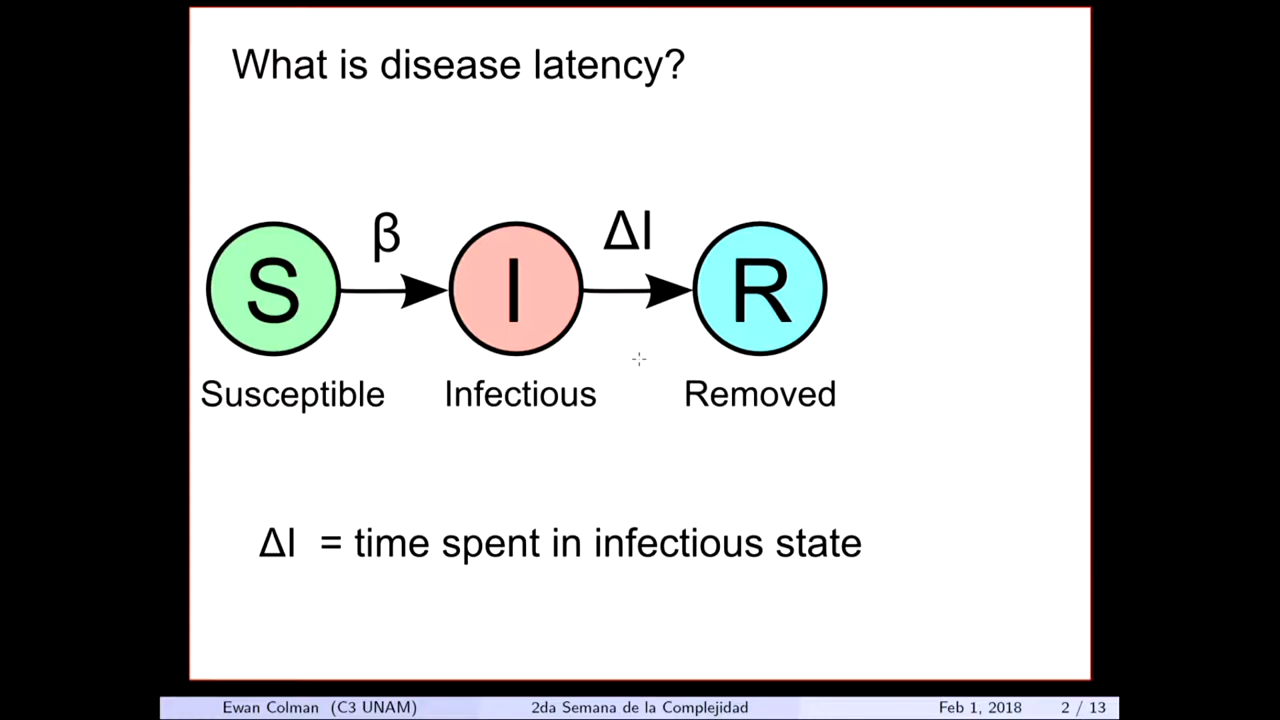 What is disease latency?
β ΔI
S I R
Susceptible Infectious Removed
ΔI = time spent in infectious state
Ewan Colman (C3 UNAM) 2da Semana de la Complejidad Feb 1, 2018 2 / 13